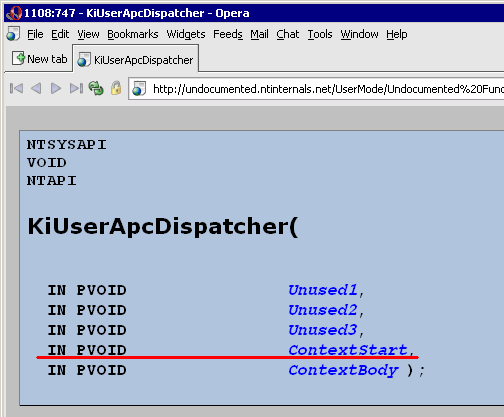 1108:747 - KiUserApcDispatcher - Opera
File Edit View Bookmarks Widgets Feeds Mail Chat Tools Window Help
New tab KiUserApcDispatcher
http://undocumented.ntinternals.net/UserMode/Undocumented%20Func
NTSYSAPI
VOID
NTAPI
KiUserApcDispatcher(
IN PVOID Unused1,
IN PVOID Unused2,
IN PVOID Unused3,
IN PVOID ContextStart,
IN PVOID ContextBody );